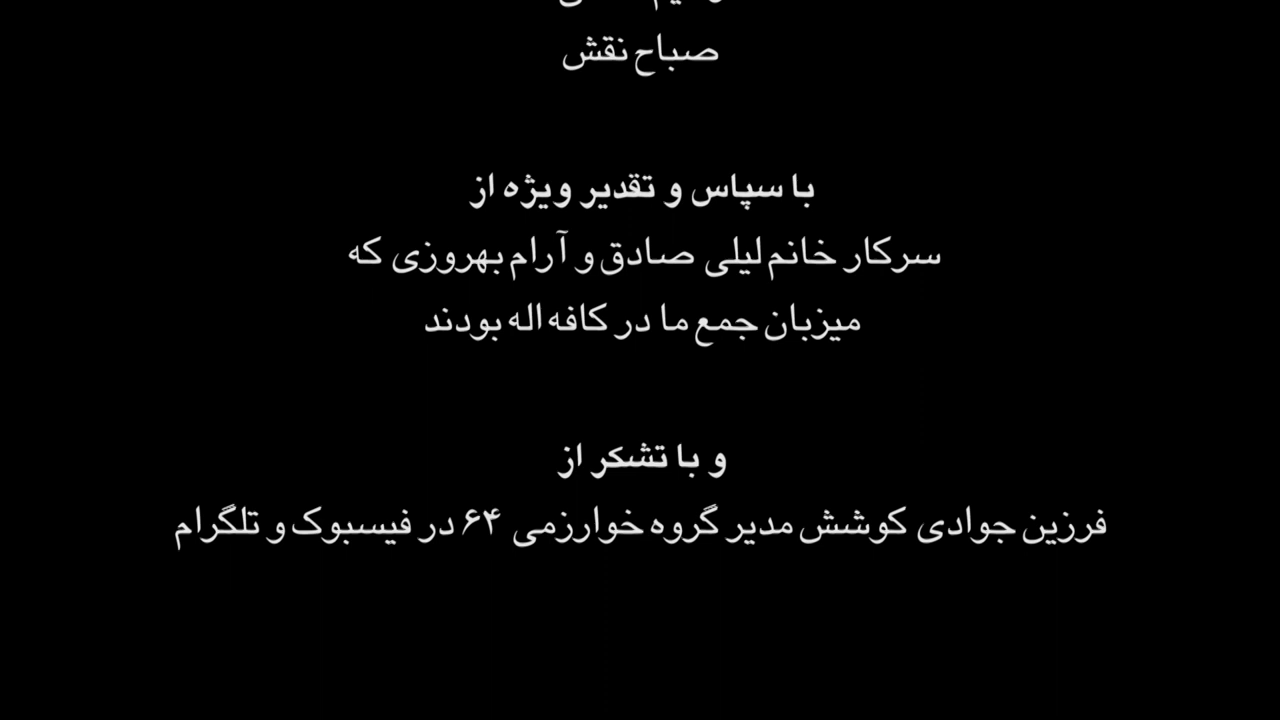 صباح نقش
با سپاس و تقدیر ویژه از
سرکار خانم لیلی صادق و آرام بهروزی که
میزبان جمع ما در کافه اله بودند
و با تشکر از
فرزین جوادی کوشش مدیر گروه خوارزمی ۶۴ در فیسبوک و تلگرام